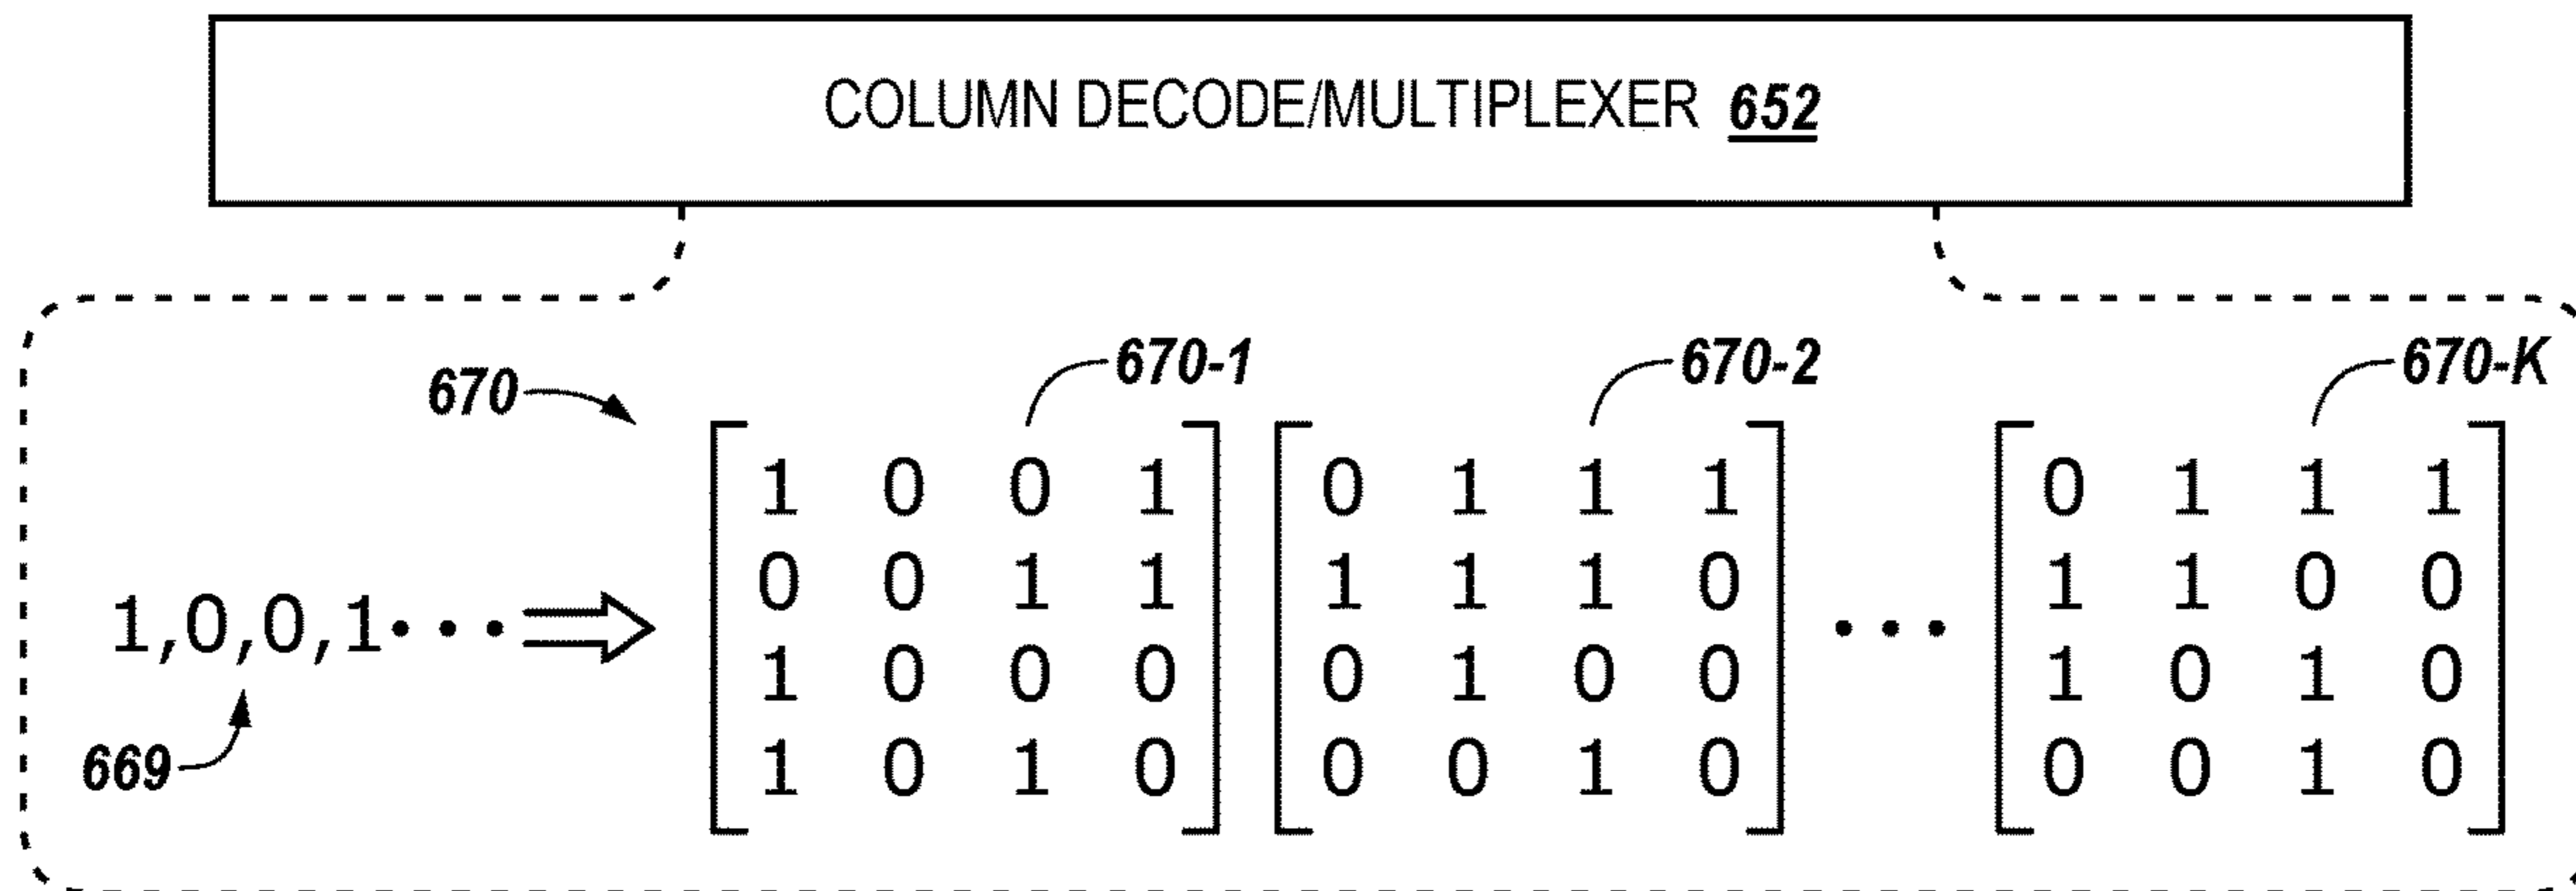 COLUMN DECODE/MULTIPLEXER 652
670 670-1 670-2 670-K
1 0 0 1 0 1 1 1 0 1 1 1
0 0 1 1 1 1 1 0 1 1 0 0
1,0,0,1•••
1 0 0 0 0 1 0 0 ••• 1 0 1 0
1 0 1 0 0 0 1 0 0 0 1 0
669